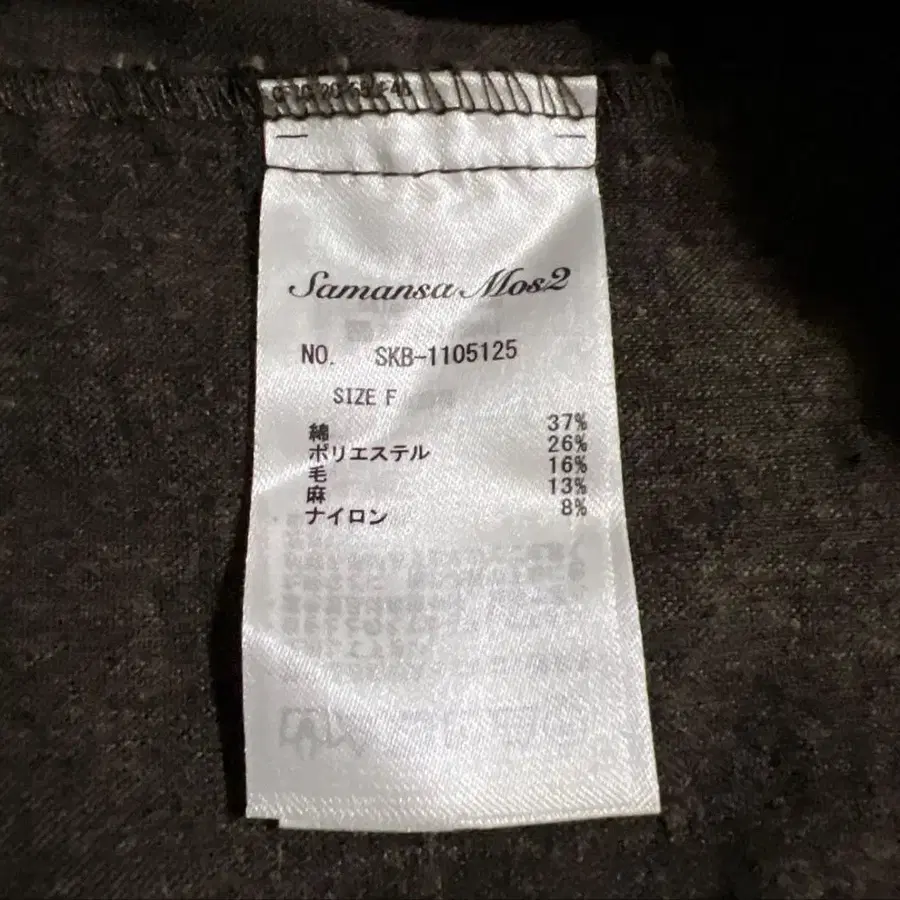 Samansa Mos2
NO. SKB-1105125
SIZE F
綿 37%
ポリエステル 26%
毛 16%
麻 13%
ナイロン 8%